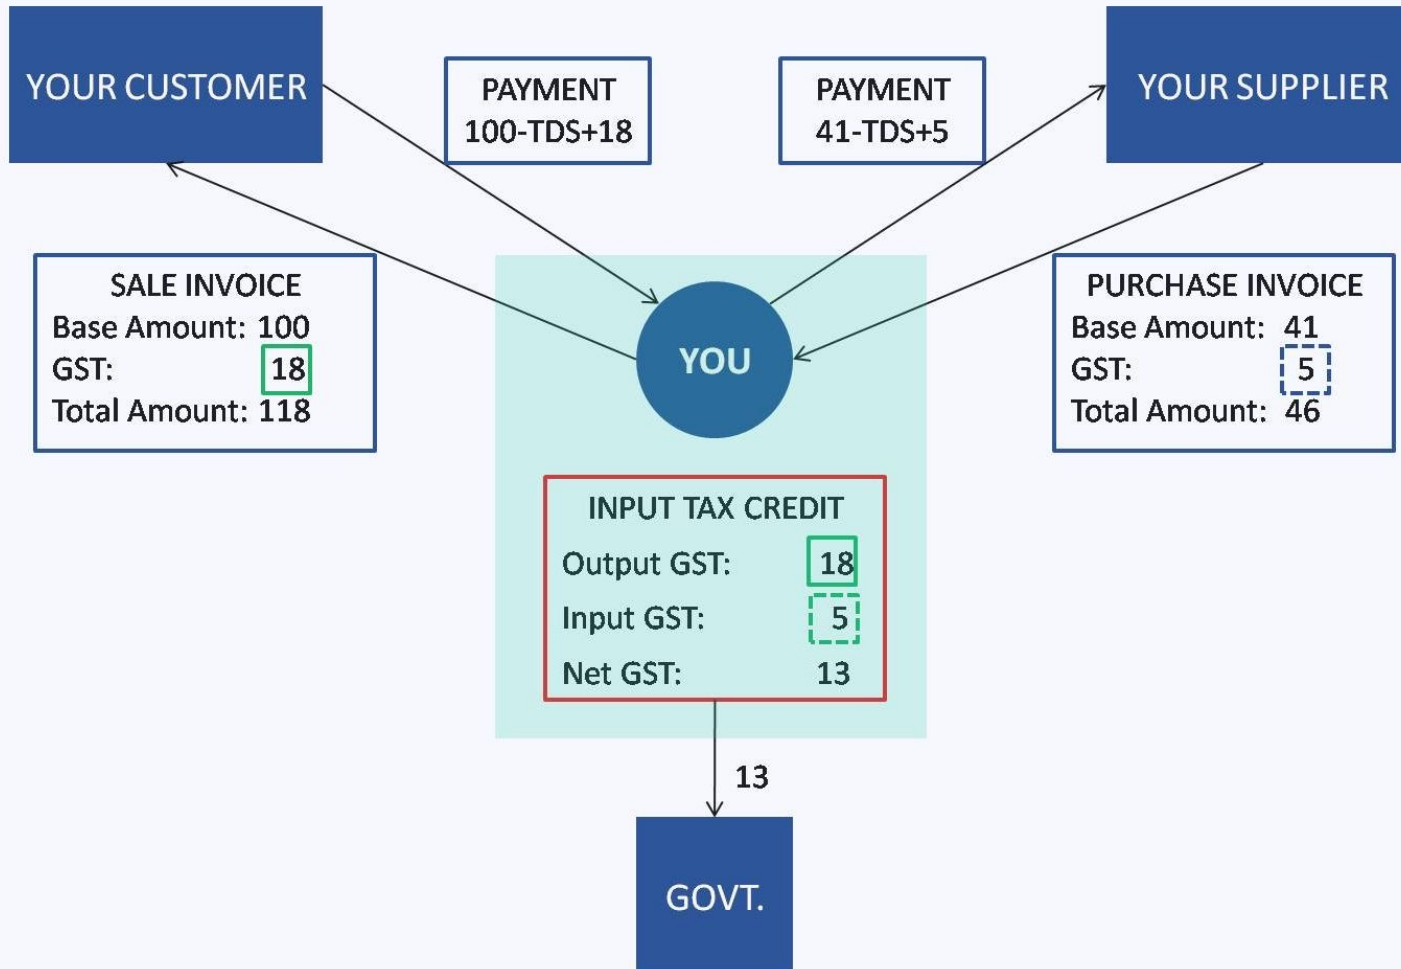 YOUR CUSTOMER
PAYMENT
100-TDS+18
PAYMENT
41-TDS+5
YOUR SUPPLIER
SALE INVOICE
Base Amount: 100
GST: 18
Total Amount: 118
YOU
PURCHASE INVOICE
Base Amount: 41
GST: 5
Total Amount: 46
INPUT TAX CREDIT
Output GST: 18
Input GST: 5
Net GST: 13
13
GOVT.